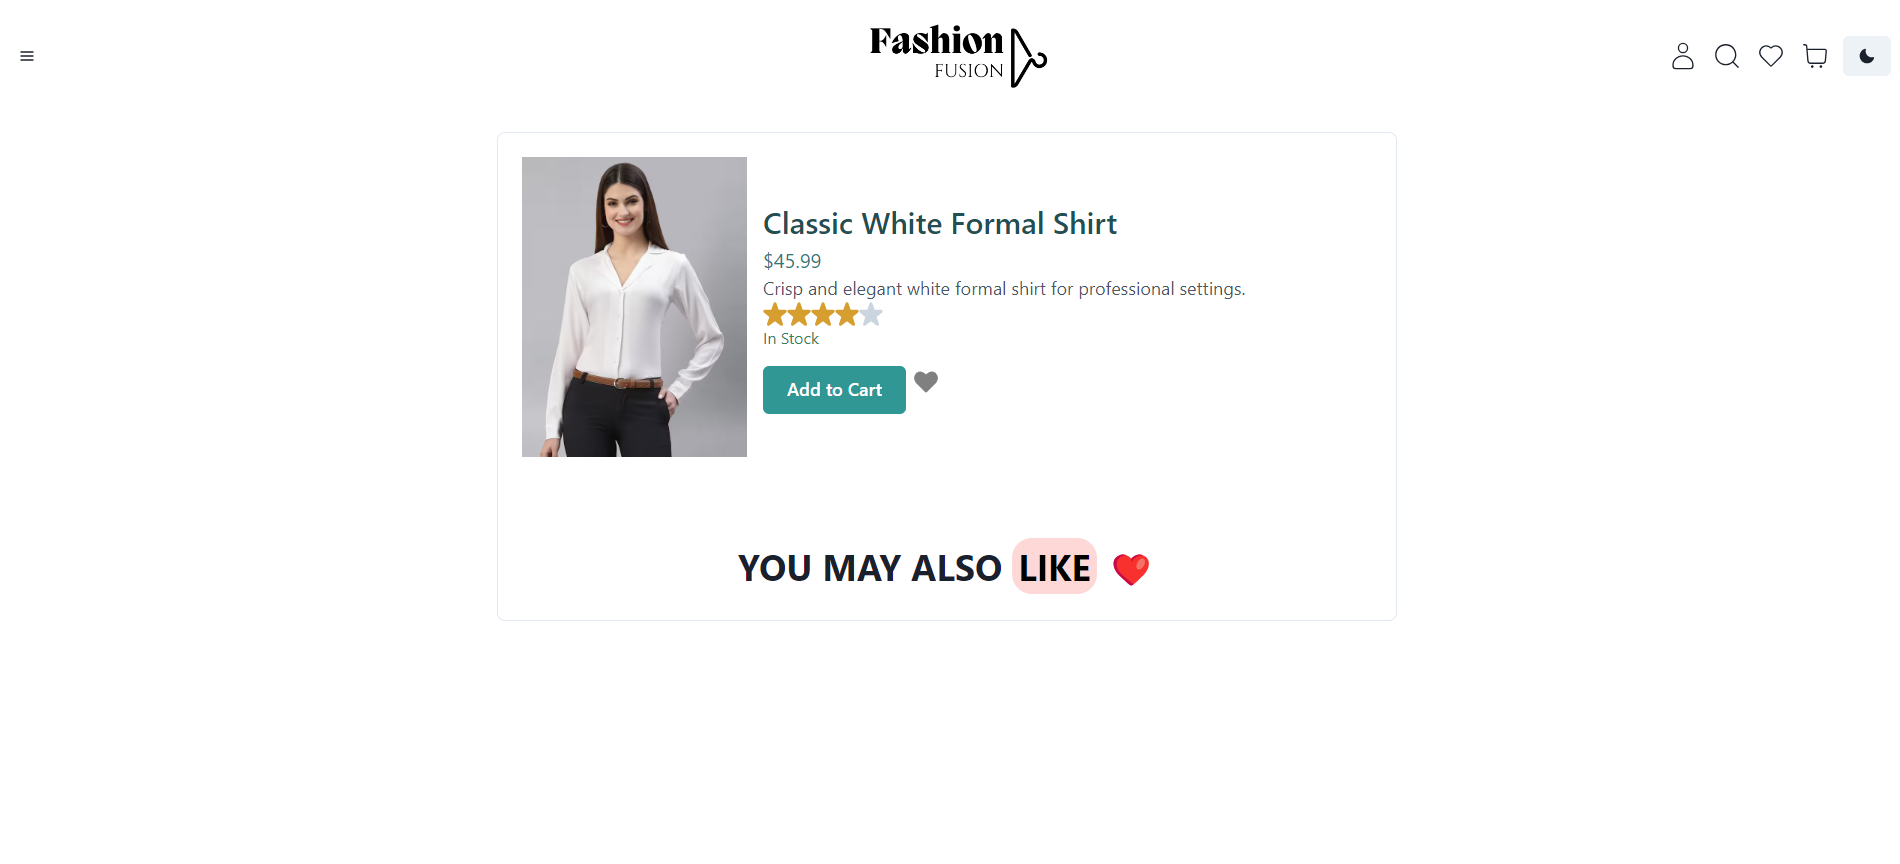 Fashion
FUSION
Classic White Formal Shirt
$45.99
Crisp and elegant white formal shirt for professional settings.
In Stock
Add to Cart
YOU MAY ALSO LIKE ❤️